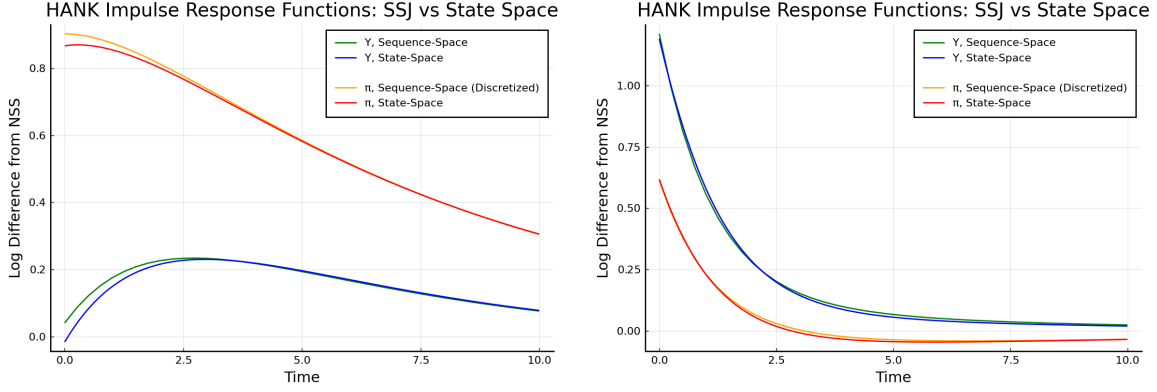 HANK Impulse Response Functions: SSJ vs State Space
Log Difference from NSS
0.8
0.6
0.4
0.2
0.0
Y, Sequence-Space
Y, State-Space
π, Sequence-Space (Discretized)
π, State-Space
0.0 2.5 5.0 7.5 10.0
Time
HANK Impulse Response Functions: SSJ vs State Space
Log Difference from NSS
1.00
0.75
0.50
0.25
0.00
Y, Sequence-Space
Y, State-Space
π, Sequence-Space (Discretized)
π, State-Space
0.0 2.5 5.0 7.5 10.0
Time